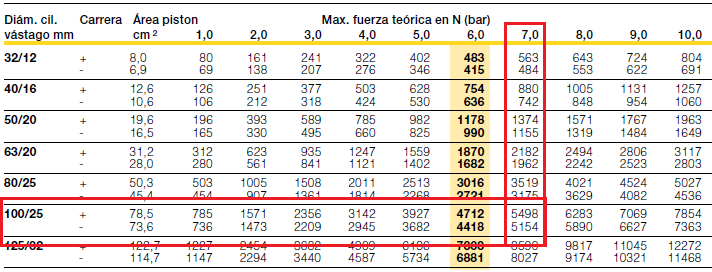 Diám. cil. Carrera Área piston Max. fuerza teórica en N (bar)
vástago mm cm² 1,0 2,0 3,0 4,0 5,0 6,0 7,0 8,0 9,0 10,0
32/12 + 8,0 80 161 241 322 402 483 563 643 724 804
- 6,9 69 138 207 276 346 415 484 553 622 691
40/16 + 12,6 126 251 377 503 628 754 880 1005 1131 1257
- 10,6 106 212 318 424 530 636 742 848 954 1060
50/20 + 19,6 196 393 589 785 982 1178 1374 1571 1767 1963
- 16,5 165 330 495 660 825 990 1155 1319 1484 1649
63/20 + 31,2 312 623 935 1247 1559 1870 2182 2494 2806 3117
- 28,0 280 561 841 1121 1402 1682 1962 2242 2523 2803
80/25 + 50,3 503 1005 1508 2011 2513 3016 3519 4021 4524 5027
- 45,4 454 907 1361 1814 2268 2721 3175 3629 4082 4536
100/25 + 78,5 785 1571 2356 3142 3927 4712 5498 6283 7069 7854
- 73,6 736 1473 2209 2945 3682 4418 5154 5890 6627 7363
+ 122,7 1227 2454 8590 9817 11045 12272
- 114,7 1147 2294 3440 4587 5734 6881 8027 9174 10321 11468